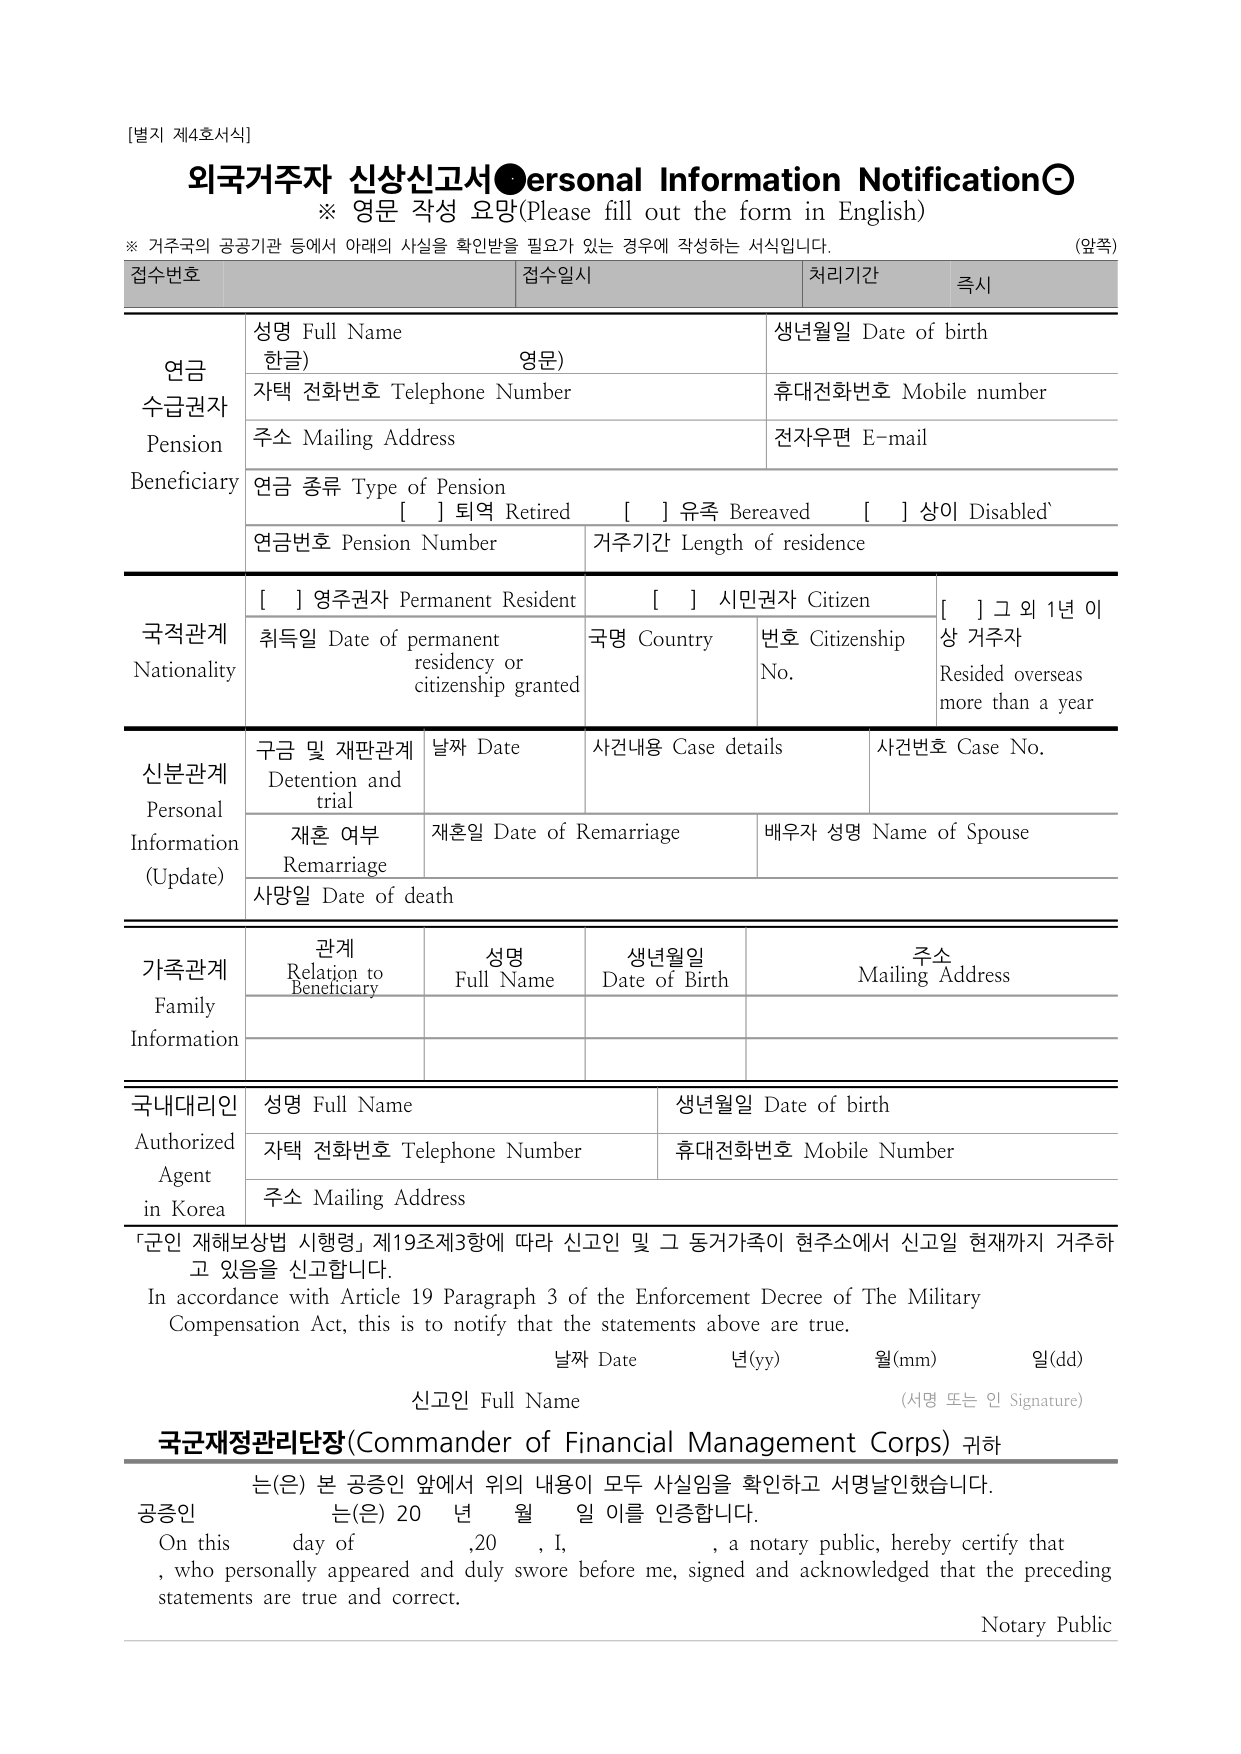 [별지 제4호서식]
외국거주자 신상신고서●ersonal Information Notification⊙
※ 영문 작성 요망(Please fill out the form in English)
※ 거주국의 공공기관 등에서 아래의 사실을 확인받을 필요가 있는 경우에 작성하는 서식입니다. (앞쪽)
접수번호 접수일시 처리기간 즉시
연금
수급권자
Pension
Beneficiary
성명 Full Name
한글) 영문)
생년월일 Date of birth
자택 전화번호 Telephone Number
휴대전화번호 Mobile number
주소 Mailing Address
전자우편 E-mail
연금 종류 Type of Pension
[ ] 퇴역 Retired [ ] 유족 Bereaved [ ] 상이 Disabled`
연금번호 Pension Number
거주기간 Length of residence
국적관계
Nationality
[ ] 영주권자 Permanent Resident
[ ] 시민권자 Citizen
[ ] 그 외 1년 이
상 거주자
Resided overseas
more than a year
취득일 Date of permanent
residency or
citizenship granted
국명 Country
번호 Citizenship
No.
신분관계
Personal
Information
(Update)
구금 및 재판관계
Detention and
trial
날짜 Date
사건내용 Case details
사건번호 Case No.
재혼 여부
Remarriage
재혼일 Date of Remarriage
배우자 성명 Name of Spouse
사망일 Date of death
가족관계
Family
Information
관계
Relation to
Beneficiary
성명
Full Name
생년월일
Date of Birth
주소
Mailing Address
국내대리인
Authorized
Agent
in Korea
성명 Full Name
생년월일 Date of birth
자택 전화번호 Telephone Number
휴대전화번호 Mobile Number
주소 Mailing Address
「군인 재해보상법 시행령」 제19조제3항에 따라 신고인 및 그 동거가족이 현주소에서 신고일 현재까지 거주하
고 있음을 신고합니다.
In accordance with Article 19 Paragraph 3 of the Enforcement Decree of The Military
Compensation Act, this is to notify that the statements above are true.
날짜 Date 년(yy) 월(mm) 일(dd)
신고인 Full Name (서명 또는 인 Signature)
국군재정관리단장(Commander of Financial Management Corps) 귀하
는(은) 본 공증인 앞에서 위의 내용이 모두 사실임을 확인하고 서명날인했습니다.
공증인 는(은) 20 년 월 일 이를 인증합니다.
On this day of ,20 , I, , a notary public, hereby certify that
, who personally appeared and duly swore before me, signed and acknowledged that the preceding
statements are true and correct.
Notary Public